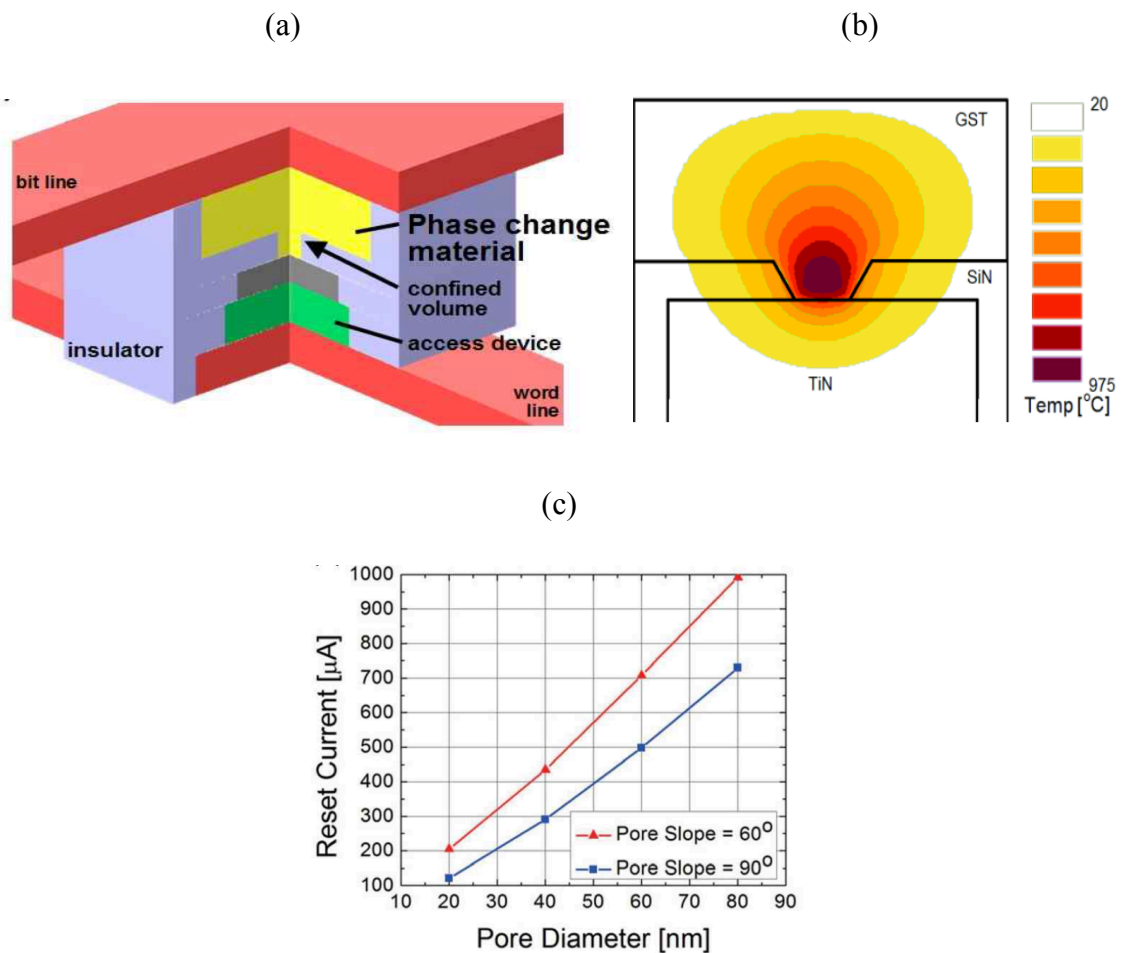 (a)
(b)
bit line
Phase change
material
confined
volume
access device
insulator
word
line
GST
SiN
TiN
20
975
Temp [°C]
(c)
Reset Current [µA]
1000
900
800
700
600
500
400
300
200
100
Pore Slope = 60°
Pore Slope = 90°
10 20 30 40 50 60 70 80 90
Pore Diameter [nm]